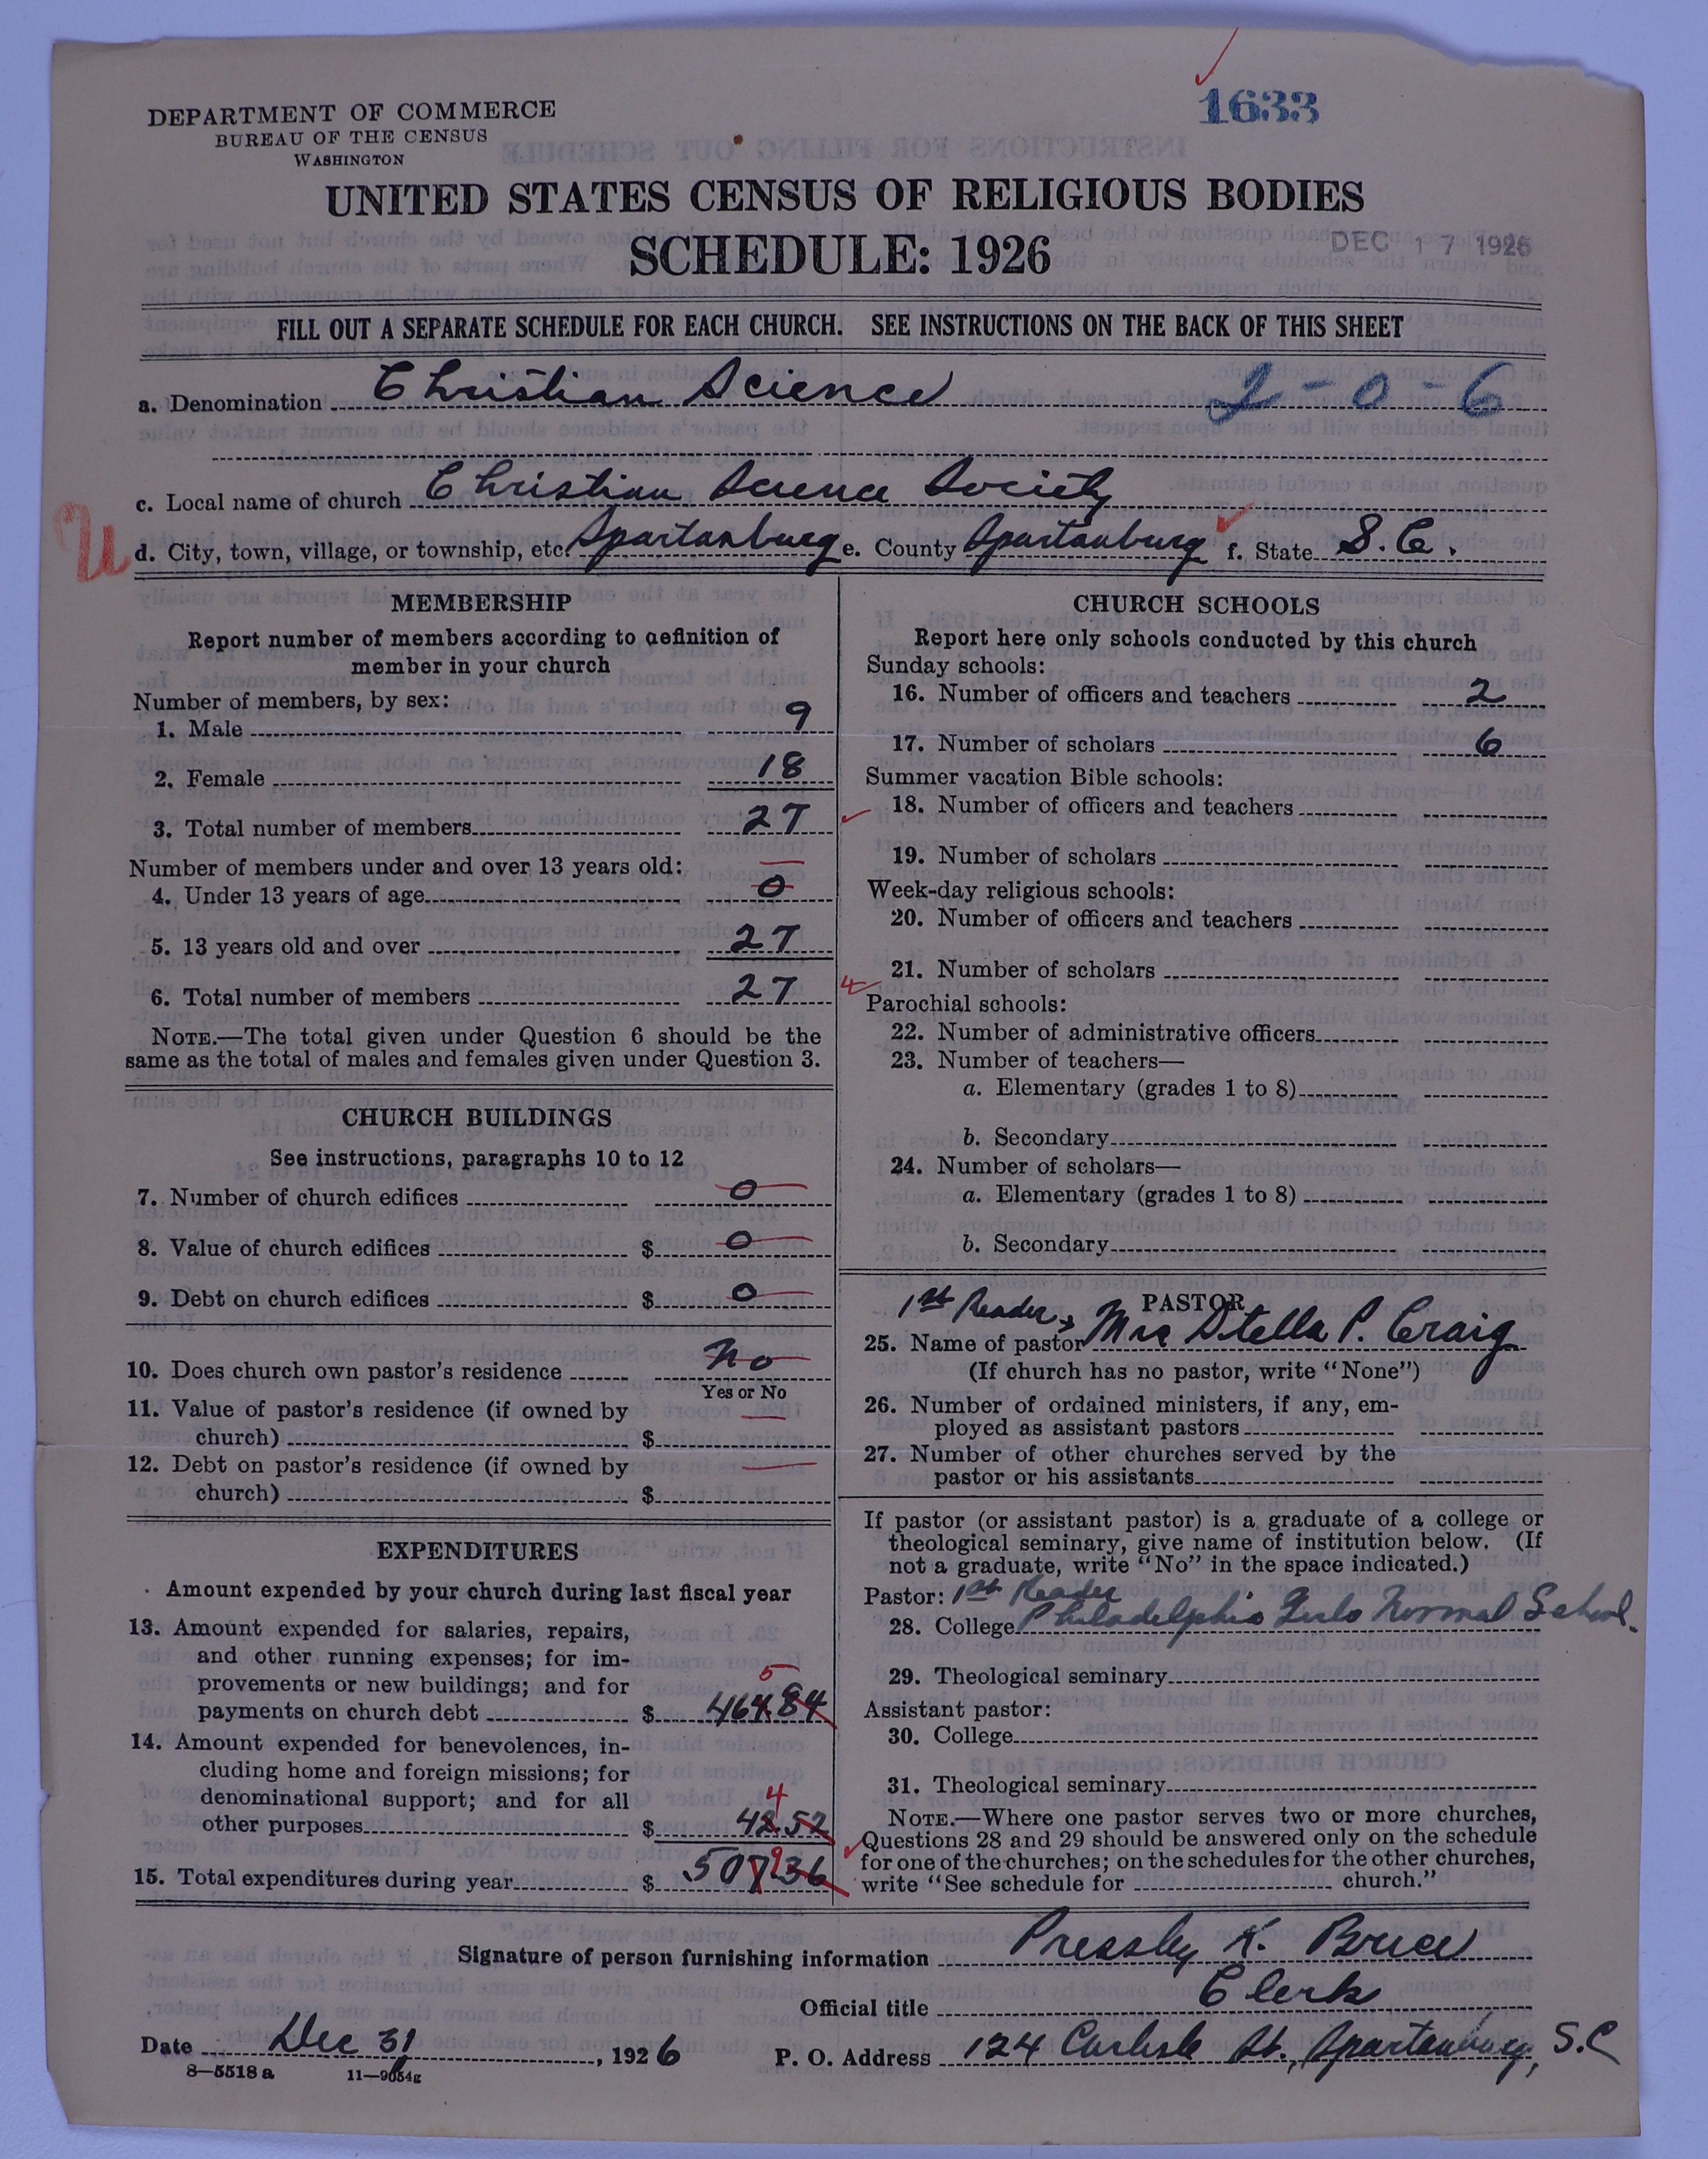 1633
DEPARTMENT OF COMMERCE
BUREAU OF THE CENSUS
WASHINGTON
UNITED STATES CENSUS OF RELIGIOUS BODIES
SCHEDULE: 1926
DEC 17 1926
FILL OUT A SEPARATE SCHEDULE FOR EACH CHURCH. SEE INSTRUCTIONS ON THE BACK OF THIS SHEET
a. Denomination Christian Science 2-0-6
c. Local name of church Christian Science Society
U
d. City, town, village, or township, etc. Spartanburg e. County Spartanburg f. State S.C.
MEMBERSHIP
Report number of members according to definition of
member in your church
Number of members, by sex:
1. Male 9
2. Female 18
3. Total number of members 27
Number of members under and over 13 years old:
4. Under 13 years of age 0
5. 13 years old and over 27
6. Total number of members 27
NOTE.—The total given under Question 6 should be the
same as the total of males and females given under Question 3.
CHURCH BUILDINGS
See instructions, paragraphs 10 to 12
7. Number of church edifices 0
8. Value of church edifices $ 0
9. Debt on church edifices $ 0
10. Does church own pastor's residence No
Yes or No
11. Value of pastor's residence (if owned by
church) $
12. Debt on pastor's residence (if owned by
church) $
EXPENDITURES
Amount expended by your church during last fiscal year
13. Amount expended for salaries, repairs,
and other running expenses; for im-
provements or new buildings; and for
5
payments on church debt $ 464 84
14. Amount expended for benevolences, in-
cluding home and foreign missions; for
denominational support; and for all
4
other purposes $ 42 52
9
15. Total expenditures during year $ 507 36
CHURCH SCHOOLS
Report here only schools conducted by this church
Sunday schools:
16. Number of officers and teachers 2
17. Number of scholars 6
Summer vacation Bible schools:
18. Number of officers and teachers
19. Number of scholars
Week-day religious schools:
20. Number of officers and teachers
21. Number of scholars
Parochial schools:
22. Number of administrative officers
23. Number of teachers—
a. Elementary (grades 1 to 8)
b. Secondary
24. Number of scholars—
a. Elementary (grades 1 to 8)
b. Secondary
PASTOR
1st Reader,
25. Name of pastor Mrs Stella P. Craig
(If church has no pastor, write "None")
26. Number of ordained ministers, if any, em-
ployed as assistant pastors
27. Number of other churches served by the
pastor or his assistants
If pastor (or assistant pastor) is a graduate of a college or
theological seminary, give name of institution below. (If
not a graduate, write "No" in the space indicated.)
Pastor: 1st Reader
28. College Philadelphia Girls Normal School.
29. Theological seminary
Assistant pastor:
30. College
31. Theological seminary
NOTE.—Where one pastor serves two or more churches,
Questions 28 and 29 should be answered only on the schedule
for one of the churches; on the schedules for the other churches,
write "See schedule for church."
Signature of person furnishing information Pressley K. Bruce
Official title Clerk
Date Dec 31, 1926 P. O. Address 124 Carlisle St., Spartanburg, S.C
8—5518a 11—9054g